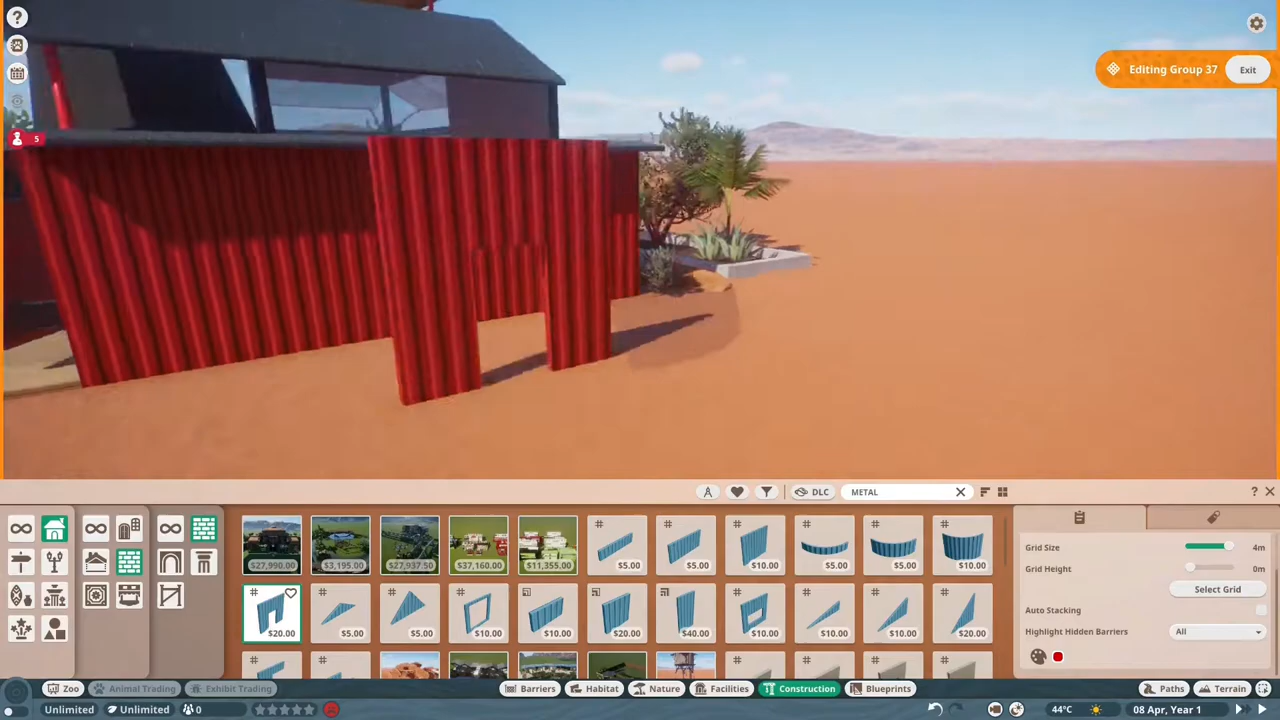 ?
Editing Group 37
Exit
5
DLC
METAL
?
$27,990.00
$3,195.00
$27,937.50
$37,160.00
$11,355.00
$5.00
$5.00
$10.00
$5.00
$5.00
$10.00
$20.00
$5.00
$5.00
$10.00
$10.00
$20.00
$40.00
$10.00
$10.00
$10.00
$20.00
Grid Size
4m
Grid Height
0m
Select Grid
Auto Stacking
Highlight Hidden Barriers
All
Zoo
Animal Trading
Exhibit Trading
Barriers
Habitat
Nature
Facilities
Construction
Blueprints
Paths
Terrain
Unlimited
Unlimited
0
44°C
08 Apr, Year 1